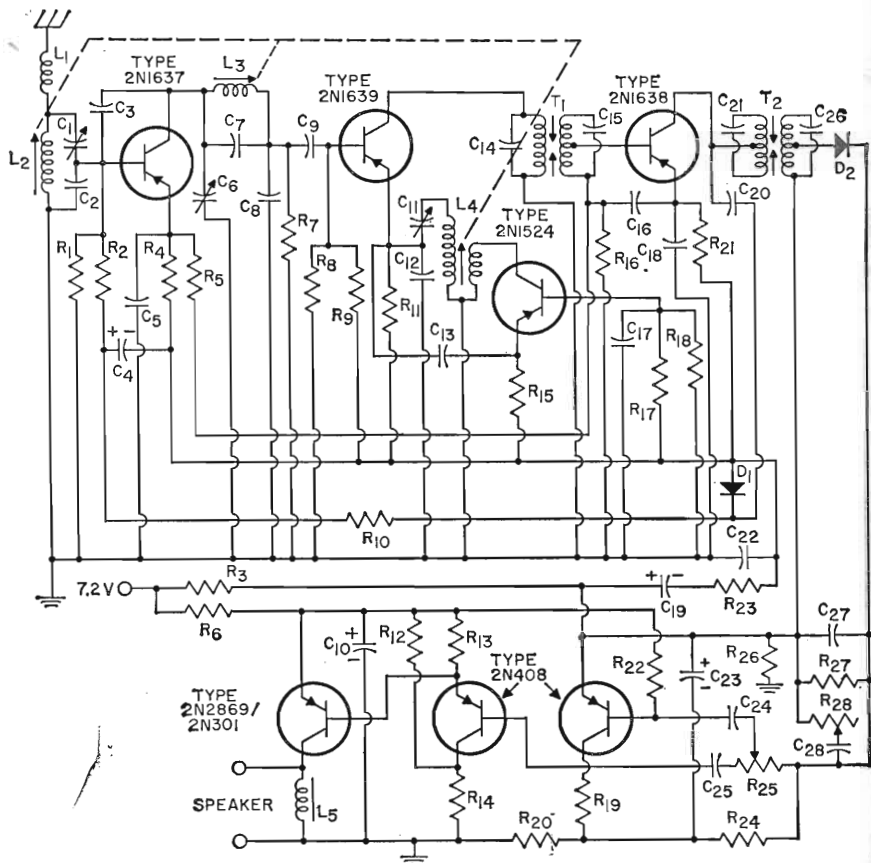 L1
TYPE
2N1637
L3
TYPE
2N1639
T1
TYPE
2N1638
C21
T2
C26
C3
C1
L2
C2
C7
C9
C14
C15
D2
C6
C8
C11
L4
TYPE
2N1524
C20
C16
R1
R2
R4
R5
R7
R8
R9
R11
C12
R16
C18
R21
C5
+ -
C4
C13
C17
R18
R15
R17
D1
R10
C22
7.2V
R3
+ -
C19
R23
R6
C10
+
-
R12
R13
TYPE
2N408
R22
+
-
C23
R26
C27
R27
R28
TYPE
2N2869/
2N301
C24
C28
C25
R25
SPEAKER
L5
R14
R19
R20
R24